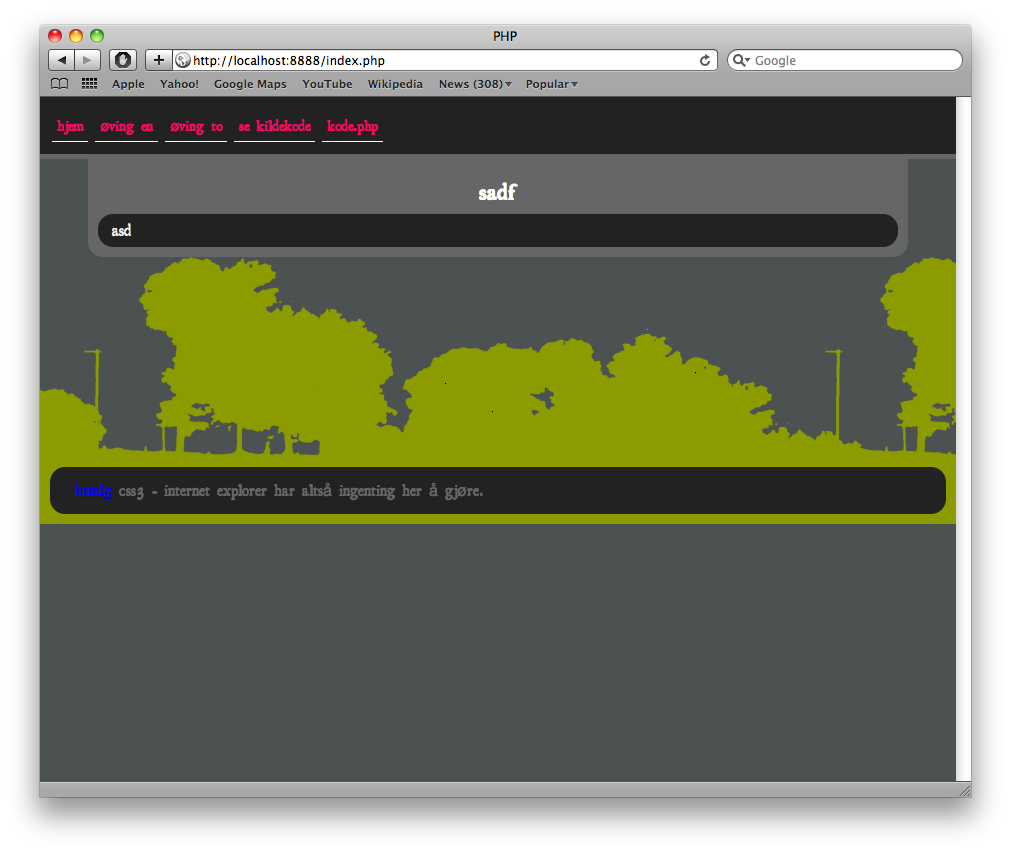 PHP
http://localhost:8888/index.php
Google
Apple Yahoo! Google Maps YouTube Wikipedia News (308) Popular
hjem øving en øving to se kildekode kode.php
sadf
asd
css3 - internet explorer har altså ingenting her å gjøre.